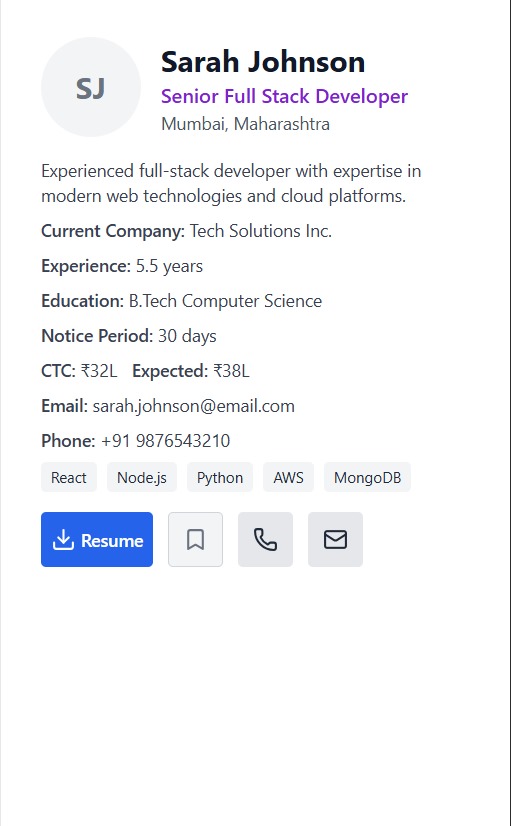 SJ
Sarah Johnson
Senior Full Stack Developer
Mumbai, Maharashtra
Experienced full-stack developer with expertise in
modern web technologies and cloud platforms.
Current Company: Tech Solutions Inc.
Experience: 5.5 years
Education: B.Tech Computer Science
Notice Period: 30 days
CTC: ₹32L Expected: ₹38L
Email: sarah.johnson@email.com
Phone: +91 9876543210
React Node.js Python AWS MongoDB
Resume